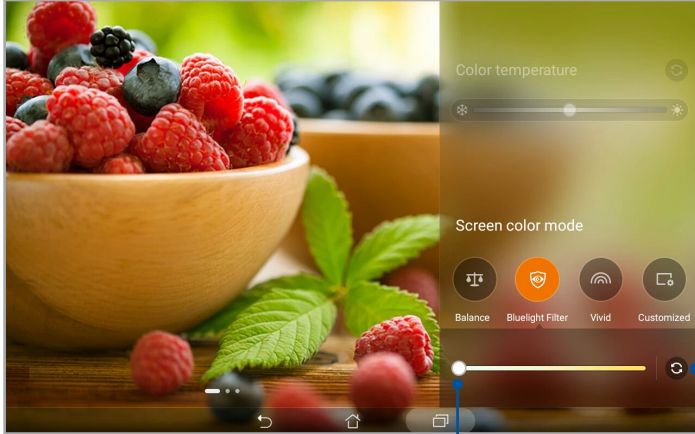 Color temperature
Screen color mode
Balance
Bluelight Filter
Vivid
Customized